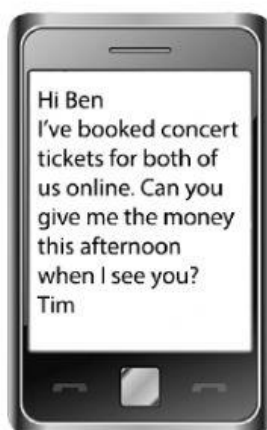 Hi Ben
I've booked concert
tickets for both of
us online. Can you
give me the money
this afternoon
when I see you?
Tim